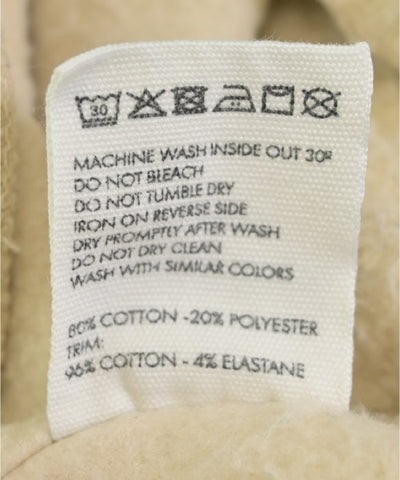 30
MACHINE WASH INSIDE OUT 30º
DO NOT BLEACH
DO NOT TUMBLE DRY
IRON ON REVERSE SIDE
DRY PROMPTLY AFTER WASH
DO NOT DRY CLEAN
WASH WITH SIMILAR COLORS
80% COTTON -20% POLYESTER
TRIM:
96% COTTON - 4% ELASTANE